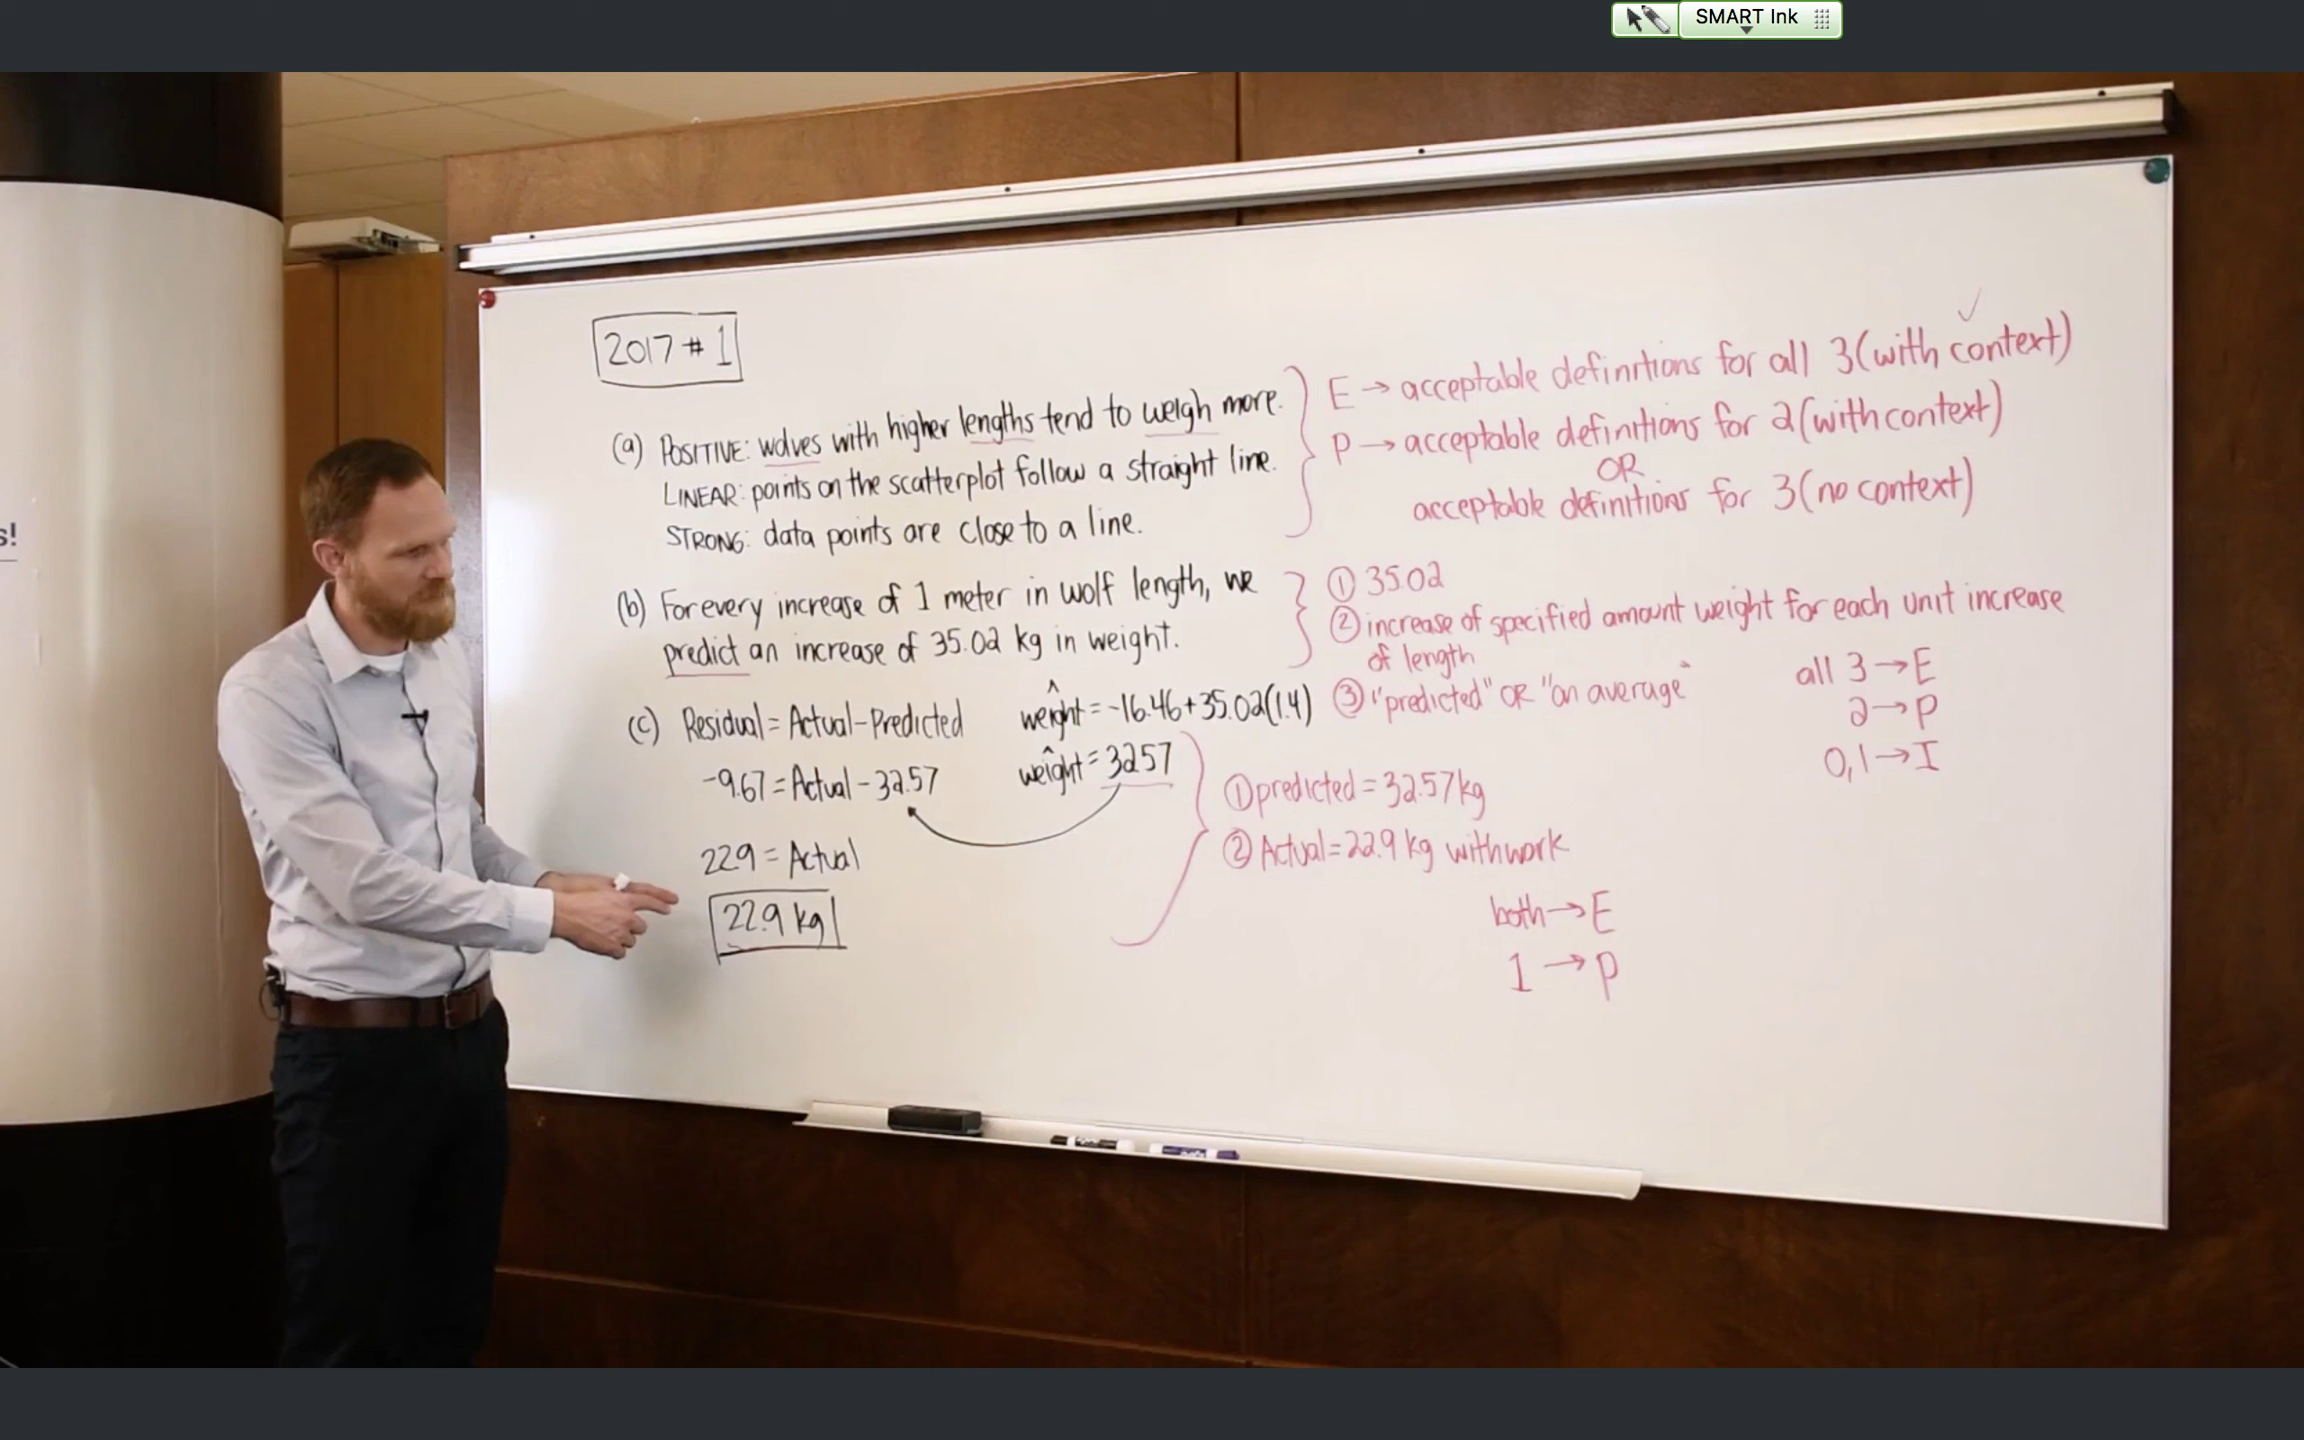 SMART Ink
s!
2017 # 1
(a) POSITIVE: wolves with higher lengths tend to weigh more.
LINEAR: points on the scatterplot follow a straight line.
STRONG: data points are close to a line.
E → acceptable definitions for all 3 (with context)
P → acceptable definitions for 2 (with context)
OR
acceptable definitions for 3 (no context)
(b) For every increase of 1 meter in wolf length, we
predict an increase of 35.02 kg in weight.
① 35.02
② increase of specified amount weight for each unit increase
of length
③ "predicted" OR "on average"
all 3 → E
2 → P
0,1 → I
(c) Residual = Actual - Predicted
-9.67 = Actual - 32.57
22.9 = Actual
22.9 kg
weight^ = -16.46 + 35.02(1.4)
weight^ = 32.57
① predicted = 32.57 kg
② Actual = 22.9 kg with work
both → E
1 → P